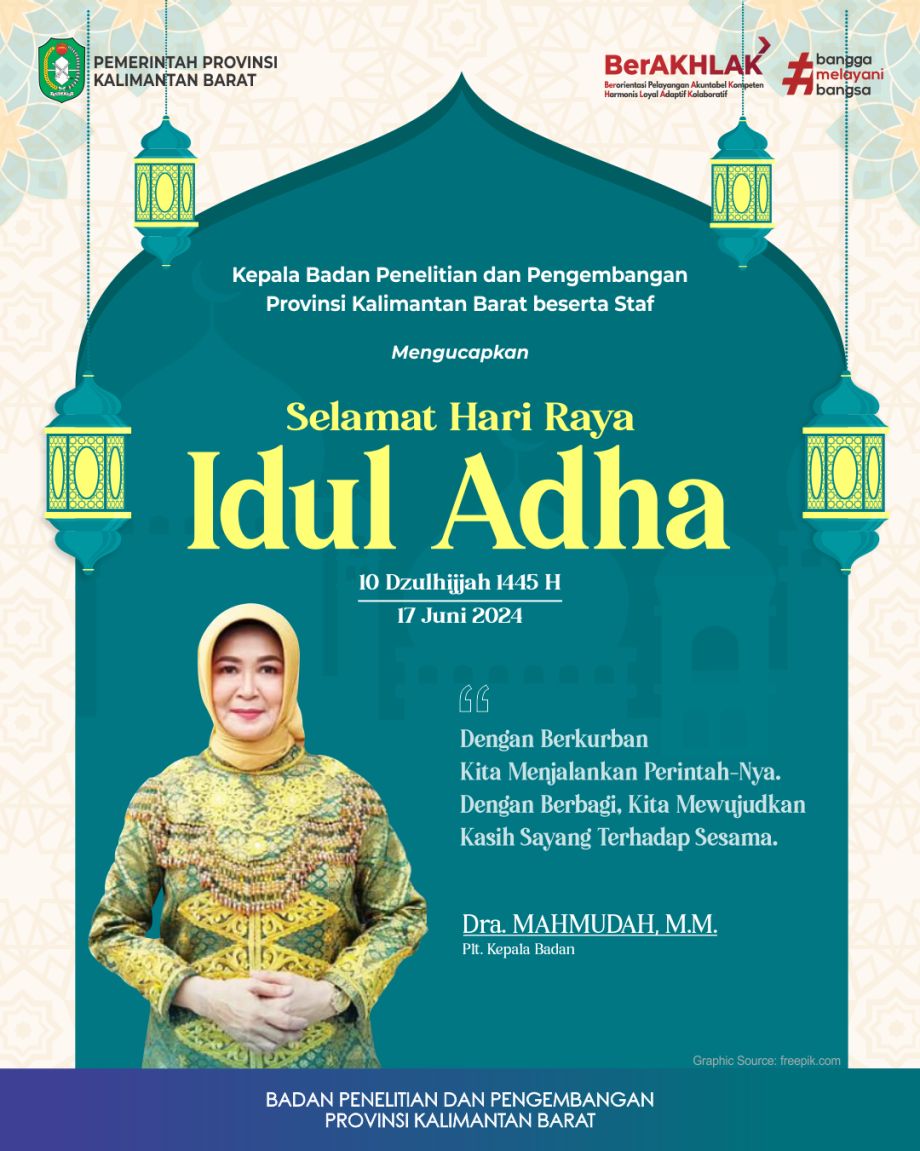 PEMERINTAH PROVINSI
KALIMANTAN BARAT
BerAKHLAK
Berorientasi Pelayanan Akuntabel Kompeten
Harmonis Loyal Adaptif Kolaboratif
#bangga
melayani
bangsa
Kepala Badan Penelitian dan Pengembangan
Provinsi Kalimantan Barat beserta Staf
Mengucapkan
Selamat Hari Raya
Idul Adha
10 Dzulhijjah 1445 H
17 Juni 2024
“
Dengan Berkurban
Kita Menjalankan Perintah-Nya.
Dengan Berbagi, Kita Mewujudkan
Kasih Sayang Terhadap Sesama.
Dra. MAHMUDAH, M.M.
Plt. Kepala Badan
Graphic Source: freepik.com
BADAN PENELITIAN DAN PENGEMBANGAN
PROVINSI KALIMANTAN BARAT